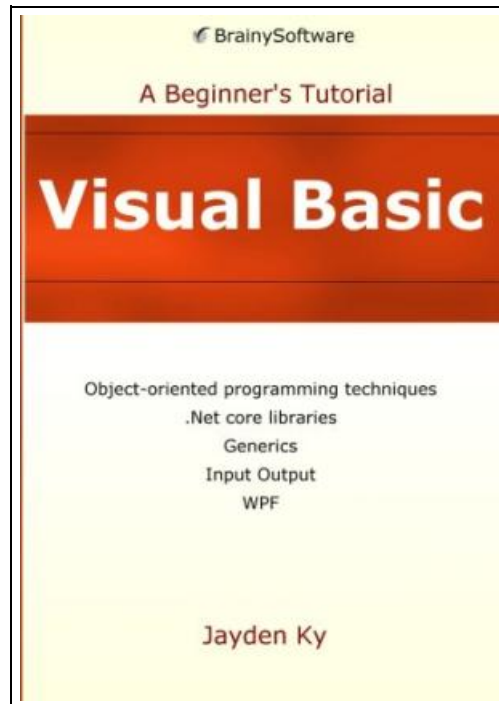 BrainySoftware
A Beginner's Tutorial
Visual Basic
Object-oriented programming techniques
.Net core libraries
Generics
Input Output
WPF
Jayden Ky